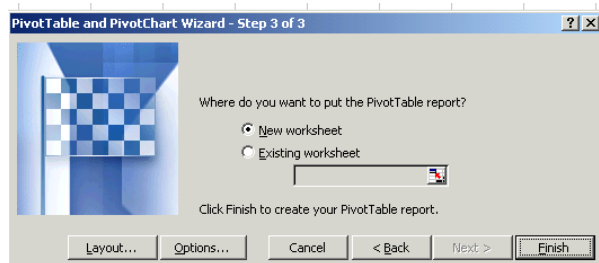 PivotTable and PivotChart Wizard - Step 3 of 3 ? X
Where do you want to put the PivotTable report?
New worksheet
Existing worksheet
Click Finish to create your PivotTable report.
Layout... Options... Cancel < Back Next > Finish